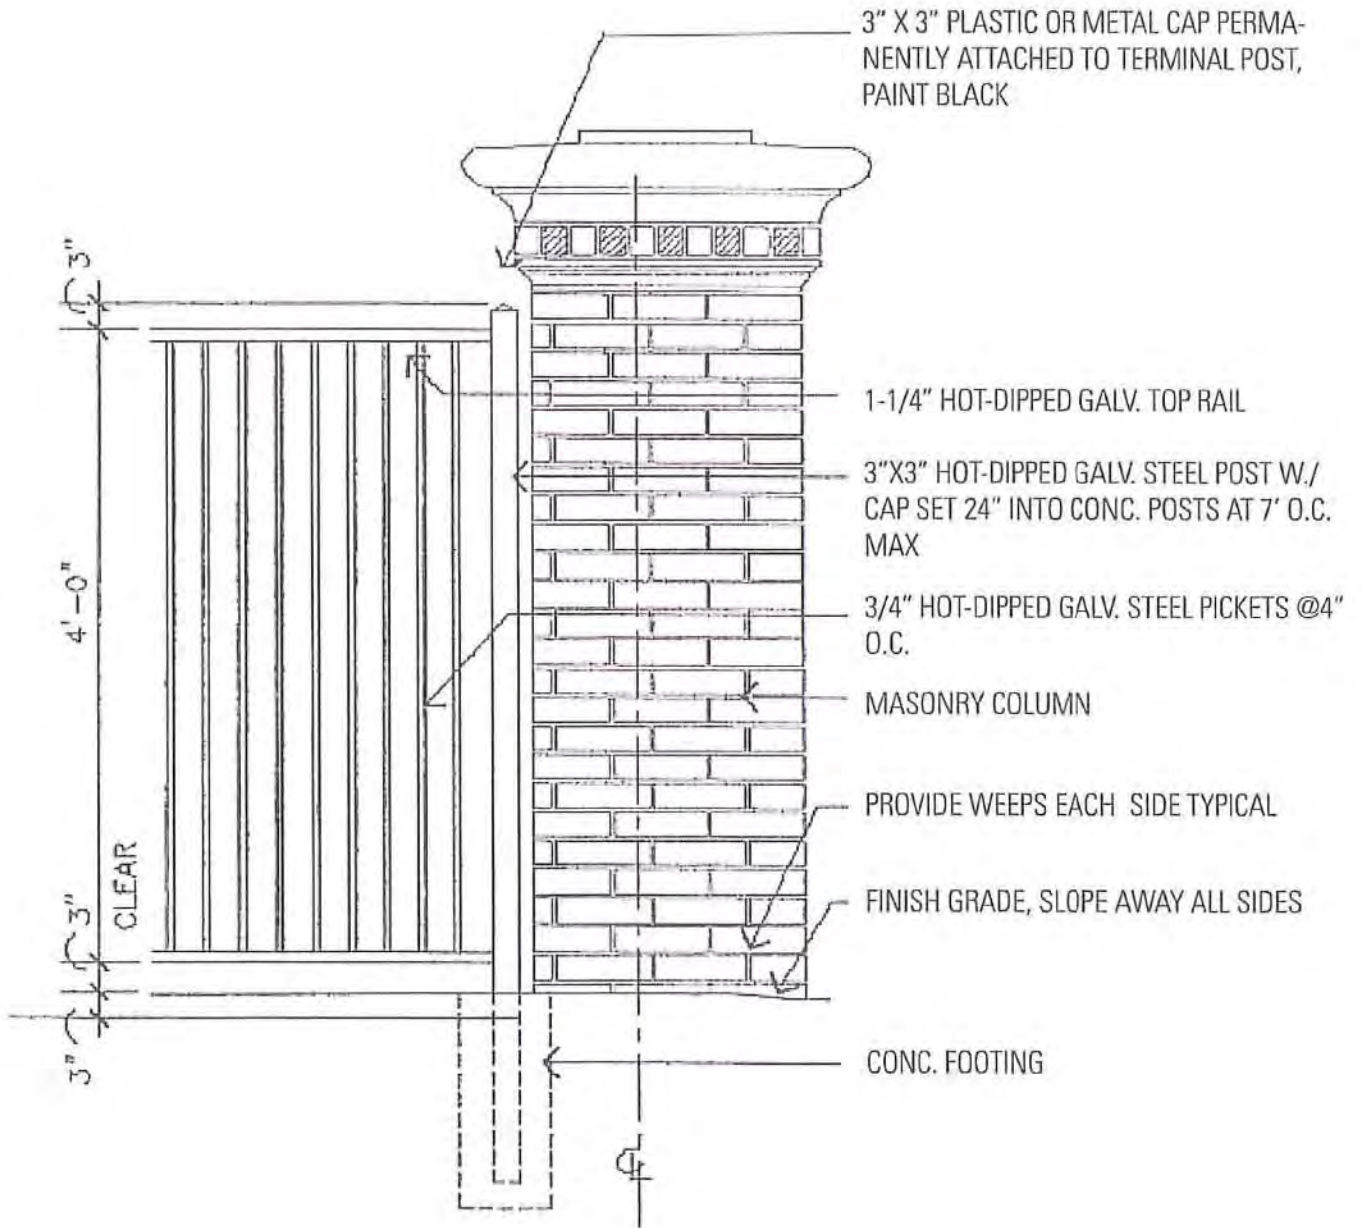 3” X 3” PLASTIC OR METAL CAP PERMA-
NENTLY ATTACHED TO TERMINAL POST,
PAINT BLACK
3"
1-1/4” HOT-DIPPED GALV. TOP RAIL
3”X3” HOT-DIPPED GALV. STEEL POST W./
CAP SET 24” INTO CONC. POSTS AT 7’ O.C.
MAX
4'-0"
3/4” HOT-DIPPED GALV. STEEL PICKETS @4”
O.C.
MASONRY COLUMN
PROVIDE WEEPS EACH SIDE TYPICAL
CLEAR
FINISH GRADE, SLOPE AWAY ALL SIDES
3"
3"
CONC. FOOTING